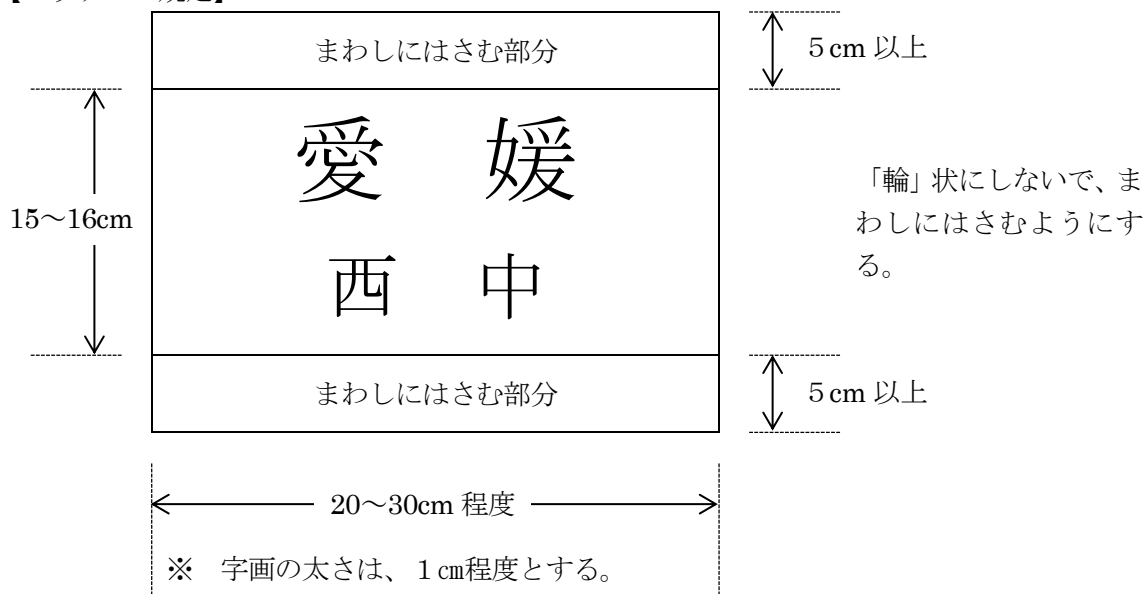 まわしにはさむ部分
5cm 以上
愛 媛
西 中
15～16cm
「輪」状にしないで、ま
わしにはさむようにす
る。
まわしにはさむ部分
5cm 以上
20～30cm 程度
※ 字画の太さは、1㎝程度とする。